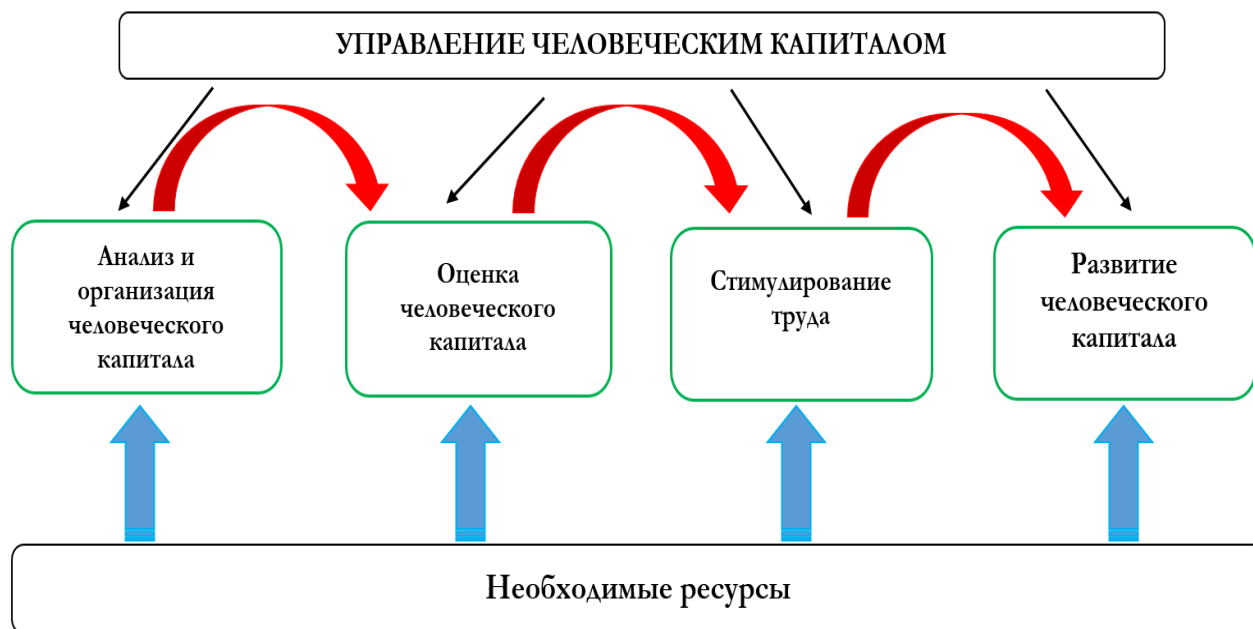 УПРАВЛЕНИЕ ЧЕЛОВЕЧЕСКИМ КАПИТАЛОМ
Анализ и
организация
человеческого
капитала
Оценка
человеческого
капитала
Стимулирование
труда
Развитие
человеческого
капитала
Необходимые ресурсы